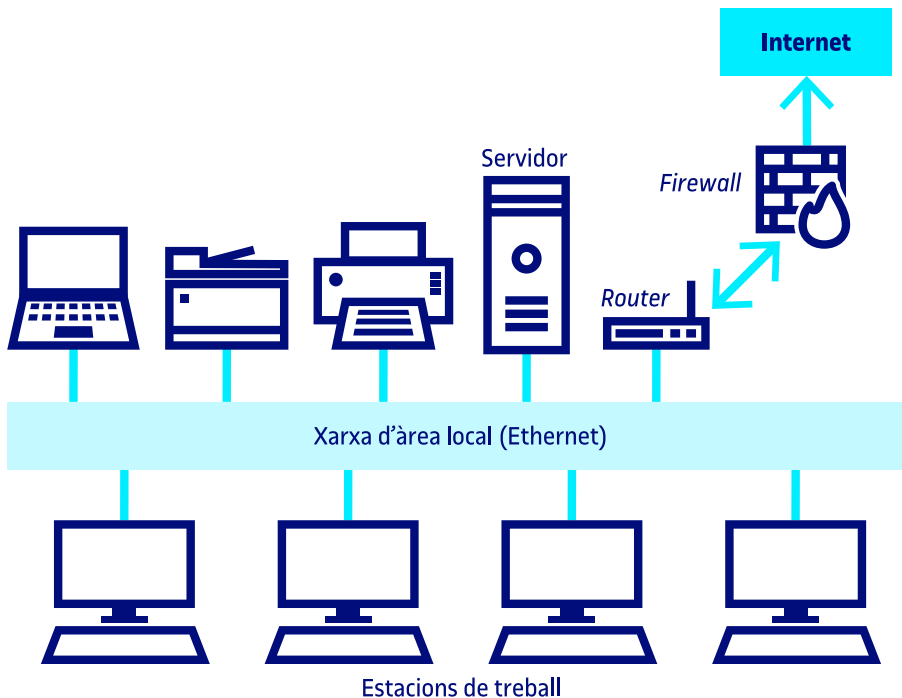 Internet
Servidor
Firewall
Router
Xarxa d’àrea local (Ethernet)
Estacions de treball